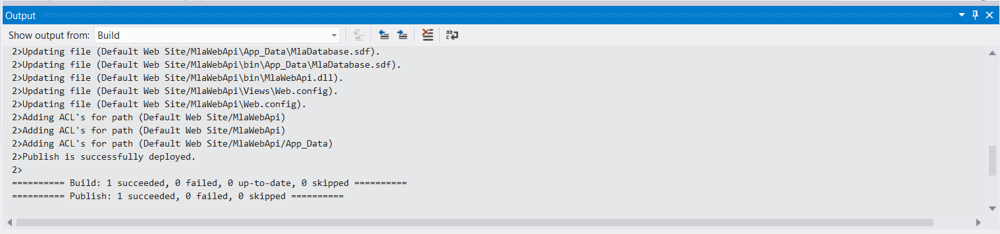 Output
Show output from: Build
2>Updating file (Default Web Site/MlaWebApi\App_Data\MlaDatabase.sdf).
2>Updating file (Default Web Site/MlaWebApi\bin\App_Data\MlaDatabase.sdf).
2>Updating file (Default Web Site/MlaWebApi\bin\MlaWebApi.dll).
2>Updating file (Default Web Site/MlaWebApi\Views\Web.config).
2>Updating file (Default Web Site/MlaWebApi\Web.config).
2>Adding ACL's for path (Default Web Site/MlaWebApi)
2>Adding ACL's for path (Default Web Site/MlaWebApi)
2>Adding ACL's for path (Default Web Site/MlaWebApi/App_Data)
2>Publish is successfully deployed.
2>
========== Build: 1 succeeded, 0 failed, 0 up-to-date, 0 skipped ==========
========== Publish: 1 succeeded, 0 failed, 0 skipped ==========